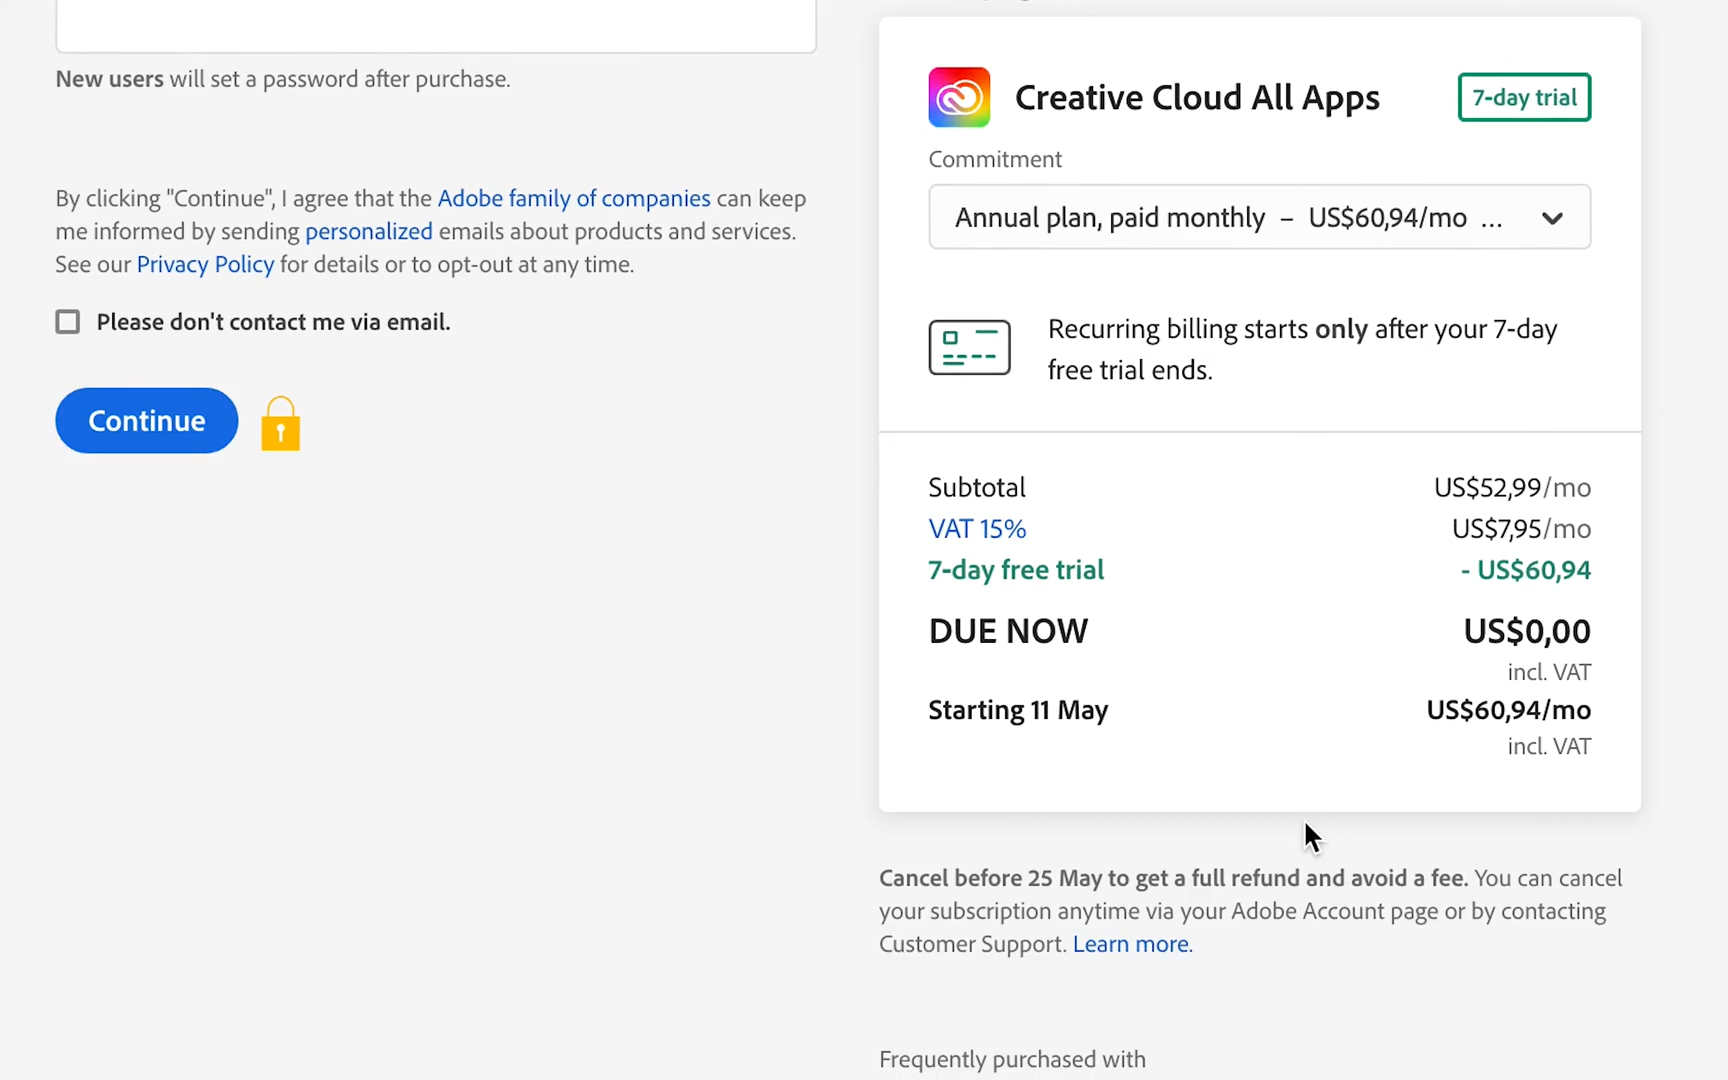 New users will set a password after purchase.
By clicking "Continue", I agree that the Adobe family of companies can keep
me informed by sending personalized emails about products and services.
See our Privacy Policy for details or to opt-out at any time.
Please don't contact me via email.
Continue
Creative Cloud All Apps
7-day trial
Commitment
Annual plan, paid monthly – US$60,94/mo ...
Recurring billing starts only after your 7-day
free trial ends.
Subtotal US$52,99/mo
VAT 15% US$7,95/mo
7-day free trial - US$60,94
DUE NOW US$0,00
incl. VAT
Starting 11 May US$60,94/mo
incl. VAT
Cancel before 25 May to get a full refund and avoid a fee. You can cancel
your subscription anytime via your Adobe Account page or by contacting
Customer Support. Learn more.
Frequently purchased with